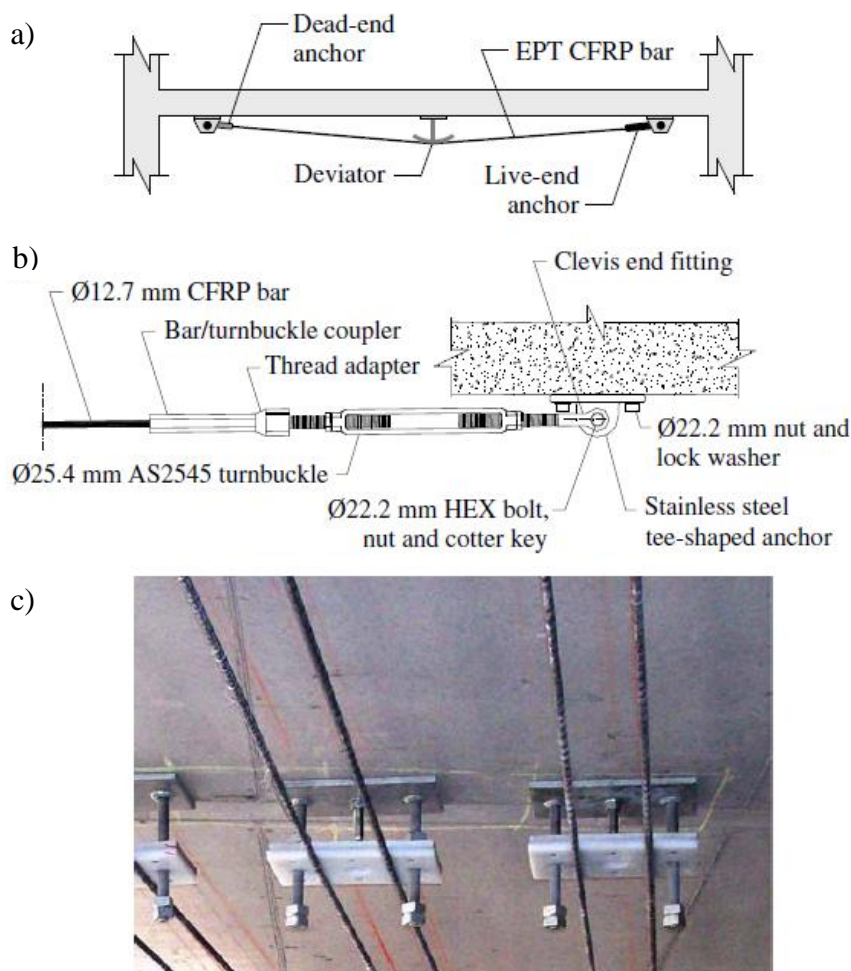 a)
Dead-end
anchor
EPT CFRP bar
Deviator
Live-end
anchor
b)
Clevis end fitting
Ø12.7 mm CFRP bar
Bar/turnbuckle coupler
Thread adapter
Ø25.4 mm AS2545 turnbuckle
Ø22.2 mm nut and
lock washer
Ø22.2 mm HEX bolt,
nut and cotter key
Stainless steel
tee-shaped anchor
c)